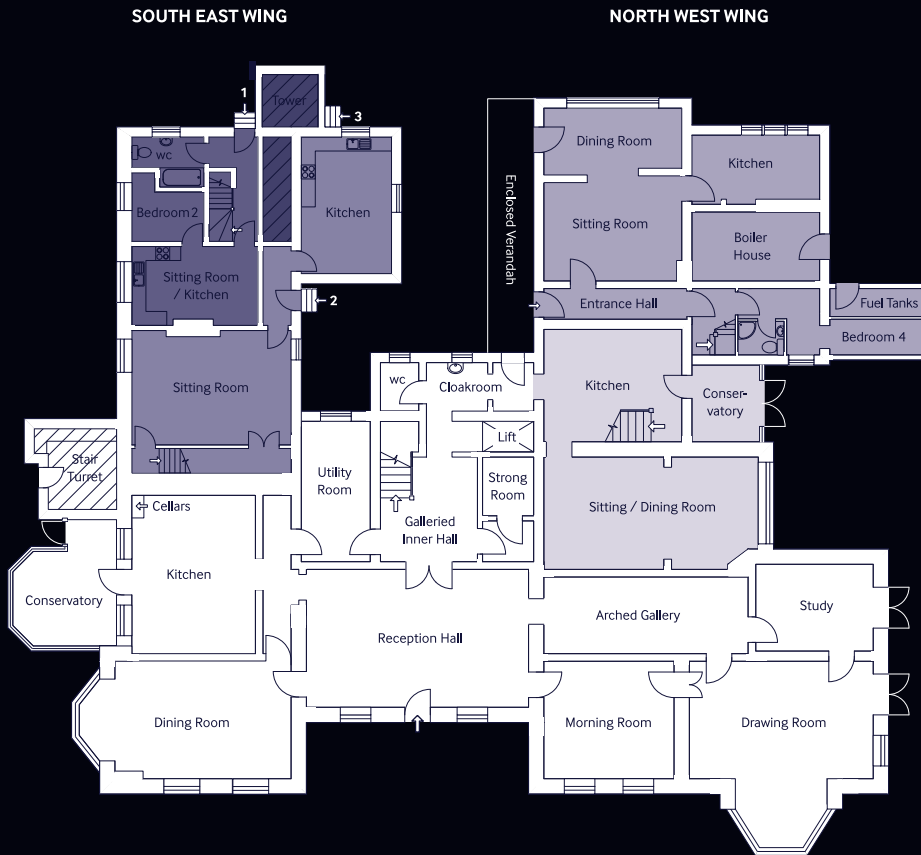 SOUTH EAST WING
NORTH WEST WING
1
Tower
3
wc
Bedroom 2
Kitchen
Sitting Room
/ Kitchen
2
Sitting Room
Stair
Turret
Cellars
Kitchen
Conservatory
Dining Room
Utility
Room
wc
Cloakroom
Lift
Strong
Room
Galleried
Inner Hall
Reception Hall
Enclosed Verandah
Dining Room
Kitchen
Sitting Room
Boiler
House
Entrance Hall
Fuel Tanks
Bedroom 4
Kitchen
Conser-
vatory
Sitting / Dining Room
Arched Gallery
Study
Morning Room
Drawing Room